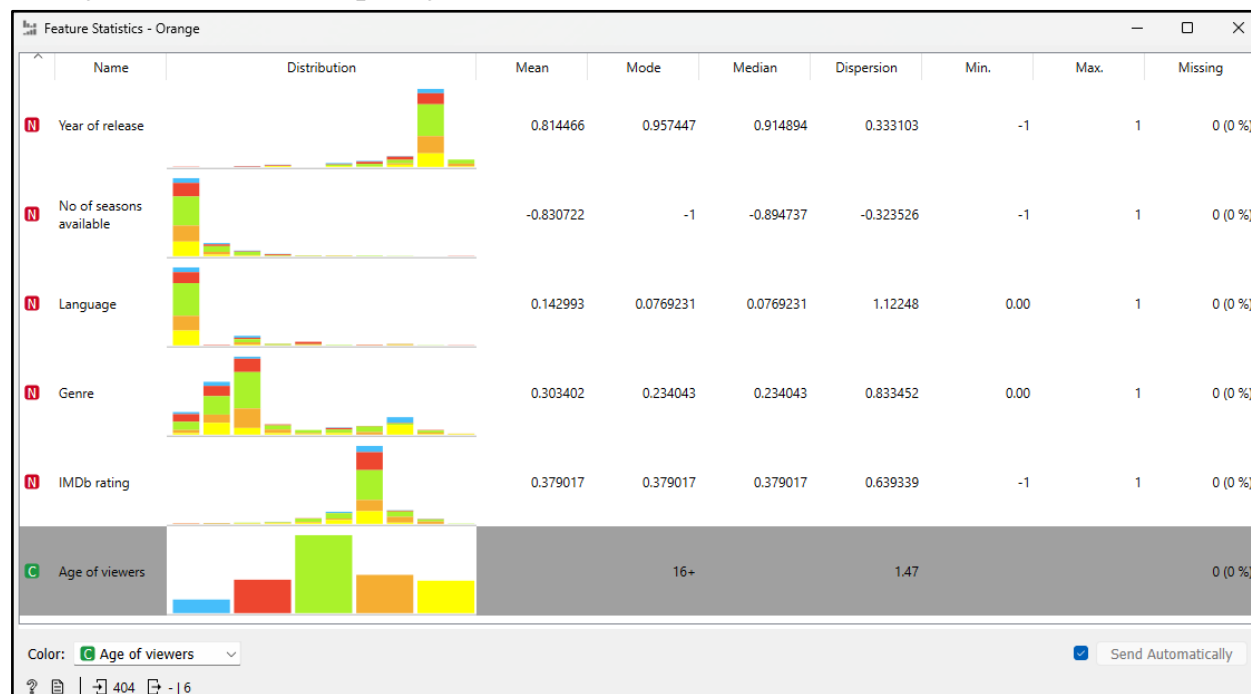 Feature Statistics - Orange
Name Distribution Mean Mode Median Dispersion Min. Max. Missing
N Year of release 0.814466 0.957447 0.914894 0.333103 -1 1 0 (0 %)
N No of seasons
available -0.830722 -1 -0.894737 -0.323526 -1 1 0 (0 %)
N Language 0.142993 0.0769231 0.0769231 1.12248 0.00 1 0 (0 %)
N Genre 0.303402 0.234043 0.234043 0.833452 0.00 1 0 (0 %)
N IMDb rating 0.379017 0.379017 0.379017 0.639339 -1 1 0 (0 %)
C Age of viewers 16+ 1.47 0 (0 %)
Color: C Age of viewers Send Automatically
? 404 - | 6